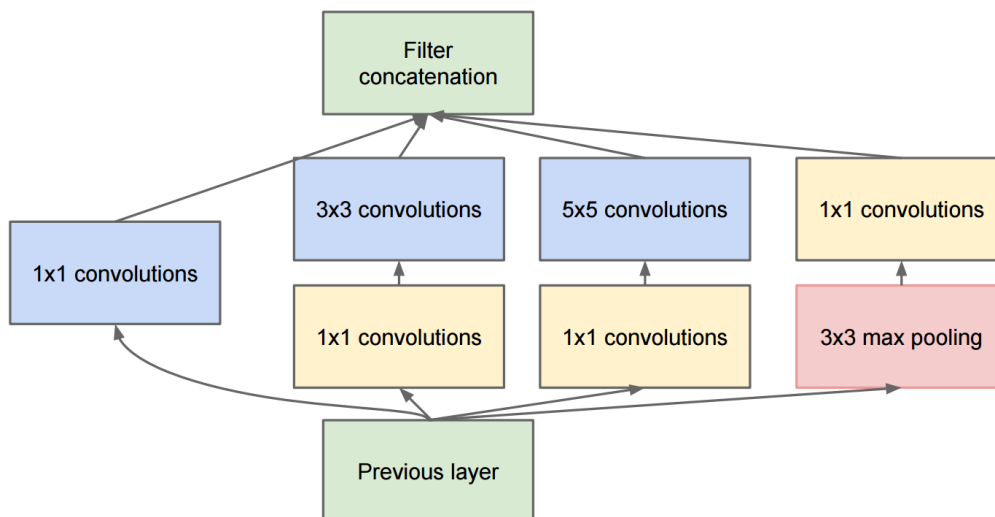 Filter
concatenation
3x3 convolutions
5x5 convolutions
1x1 convolutions
1x1 convolutions
1x1 convolutions
1x1 convolutions
3x3 max pooling
Previous layer